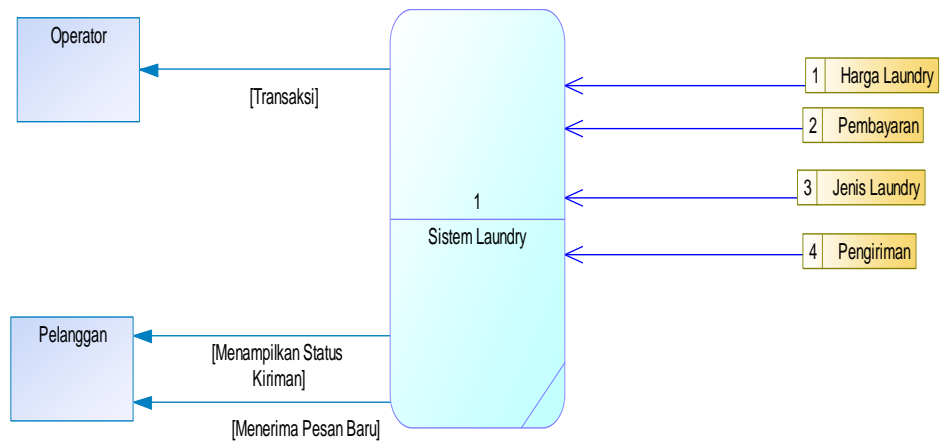 Operator
[Transaksi]
1
Sistem Laundry
1 Harga Laundry
2 Pembayaran
3 Jenis Laundry
4 Pengiriman
Pelanggan
[Menampilkan Status
Kiriman]
[Menerima Pesan Baru]